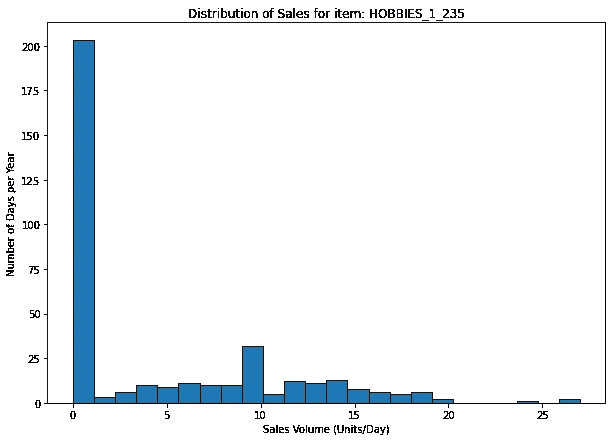 Distribution of Sales for item: HOBBIES_1_235
Number of Days per Year
200
175
150
125
100
75
50
25
0
0 5 10 15 20 25
Sales Volume (Units/Day)